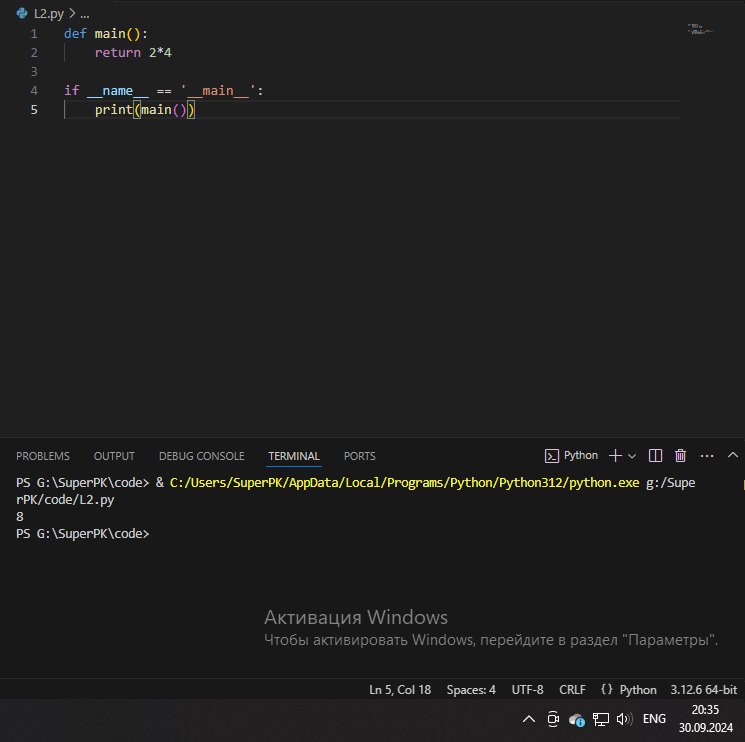 L2.py > ...
1 def main():
2     return 2*4
3
4 if __name__ == '__main__':
5     print(main())
PROBLEMS OUTPUT DEBUG CONSOLE TERMINAL PORTS Python
PS G:\SuperPK\code> & C:/Users/SuperPK/AppData/Local/Programs/Python/Python312/python.exe g:/Supe
rPK/code/L2.py
8
PS G:\SuperPK\code>
Активация Windows
Чтобы активировать Windows, перейдите в раздел "Параметры".
Ln 5, Col 18 Spaces: 4 UTF-8 CRLF {} Python 3.12.6 64-bit
20:35
ENG
30.09.2024